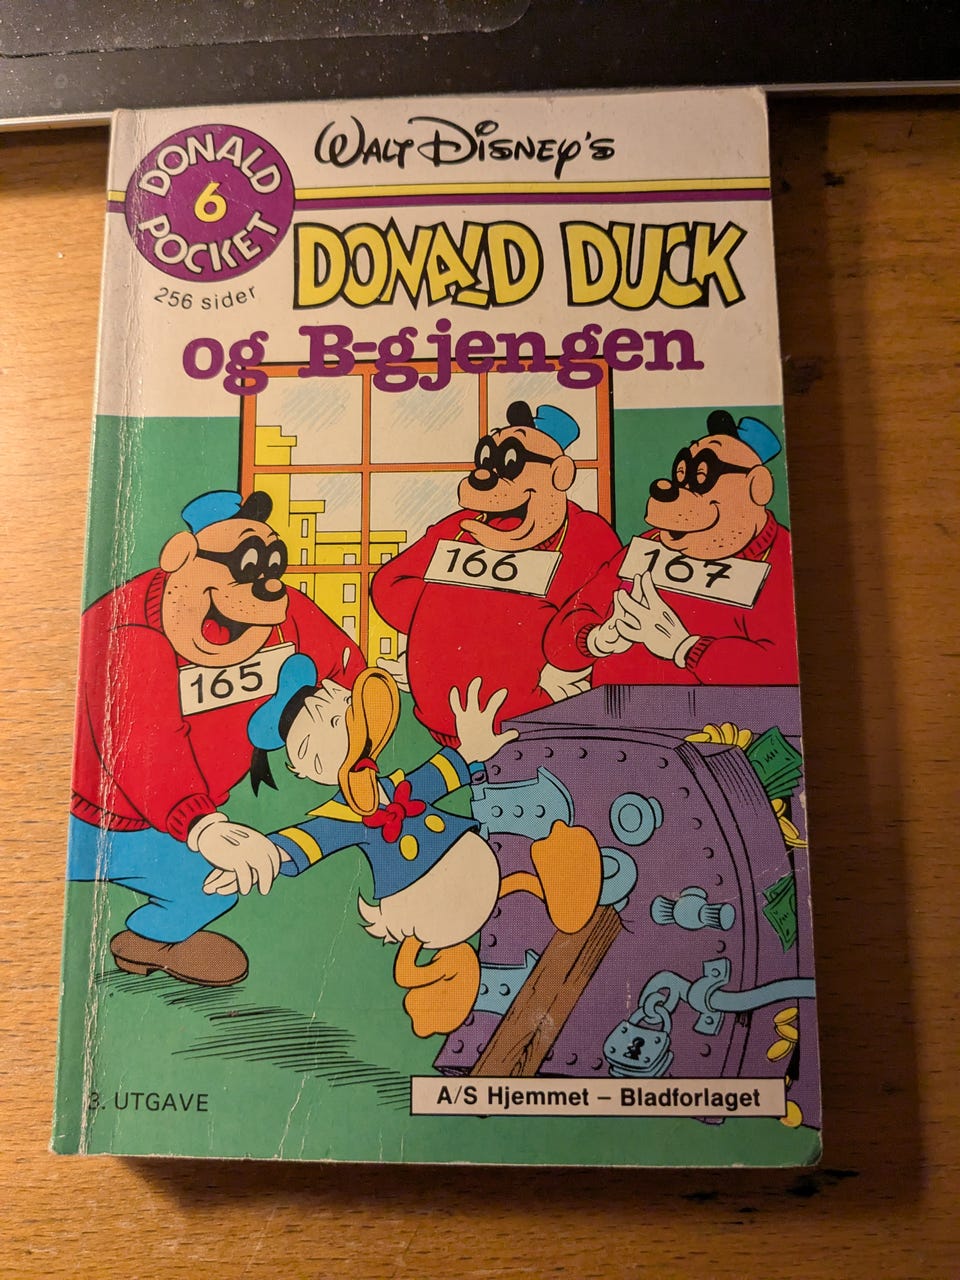 DONALD
6
POCKET
256 sider
WALT DISNEY'S
DONALD DUCK
og B-gjengen
166
167
165
3. UTGAVE
A/S Hjemmet – Bladforlaget